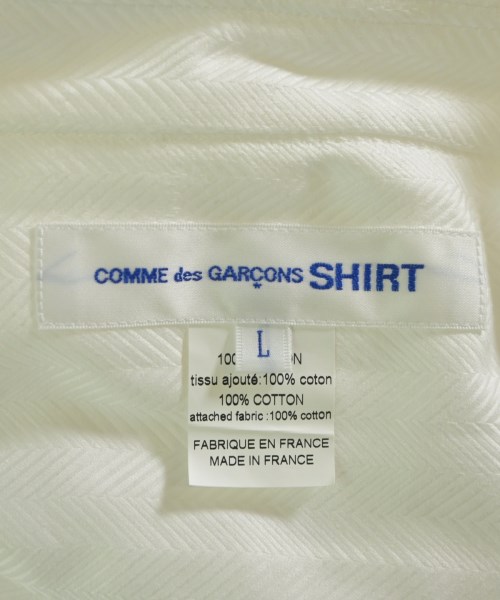 COMME des GARÇONS SHIRT
L
tissu ajouté:100% coton
100% COTTON
attached fabric :100% cotton
FABRIQUE EN FRANCE
MADE IN FRANCE